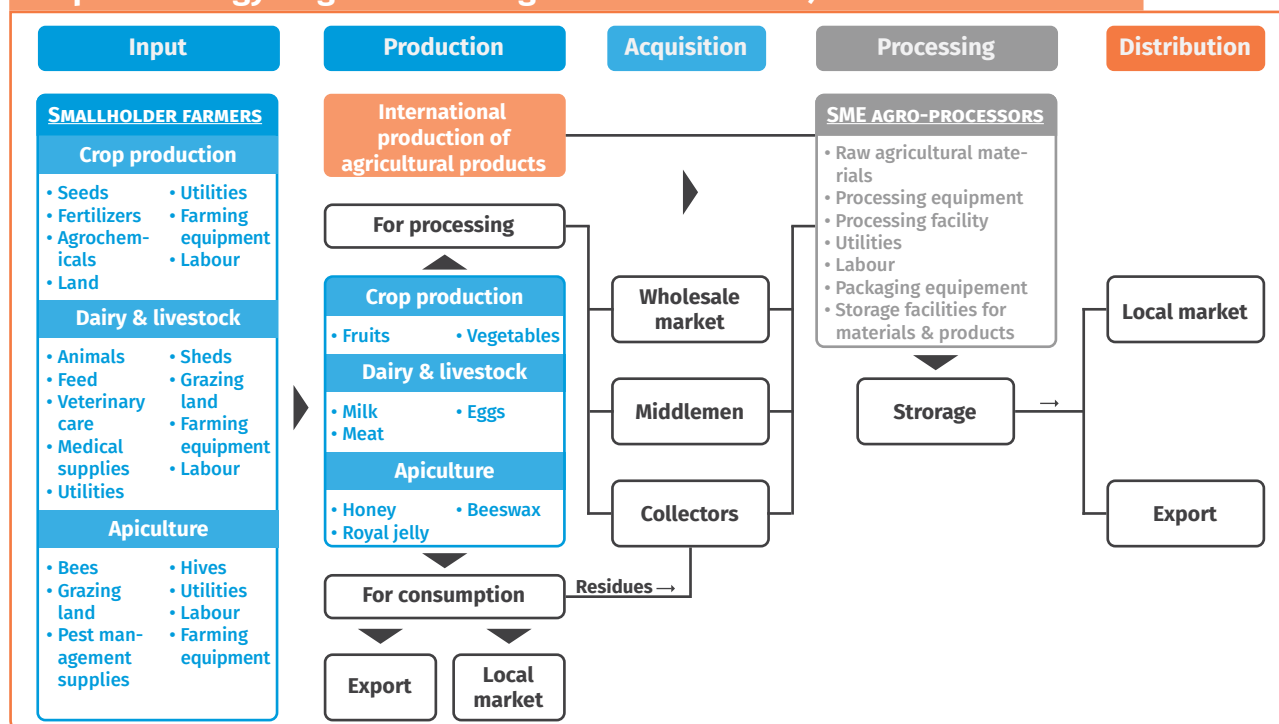 Input
Production
Acquisition
Processing
Distribution
SMALLHOLDER FARMERS
Crop production
• Seeds
• Fertilizers
• Agrochem-
icals
• Land
• Utilities
• Farming
equipment
• Labour
Dairy & livestock
• Animals
• Feed
• Veterinary
care
• Medical
supplies
• Utilities
• Sheds
• Grazing
land
• Farming
equipment
• Labour
Apiculture
• Bees
• Grazing
land
• Pest man-
agement
supplies
• Hives
• Utilities
• Labour
• Farming
equipment
International
production of
agricultural products
For processing
Crop production
• Fruits
• Vegetables
Dairy & livestock
• Milk
• Meat
• Eggs
Apiculture
• Honey
• Royal jelly
• Beeswax
For consumption
Residues →
Export
Local
market
Wholesale
market
Middlemen
Collectors
SME AGRO-PROCESSORS
• Raw agricultural mate-
rials
• Processing equipment
• Processing facility
• Utilities
• Labour
• Packaging equipement
• Storage facilities for
materials & products
Strorage
→
Local market
Export